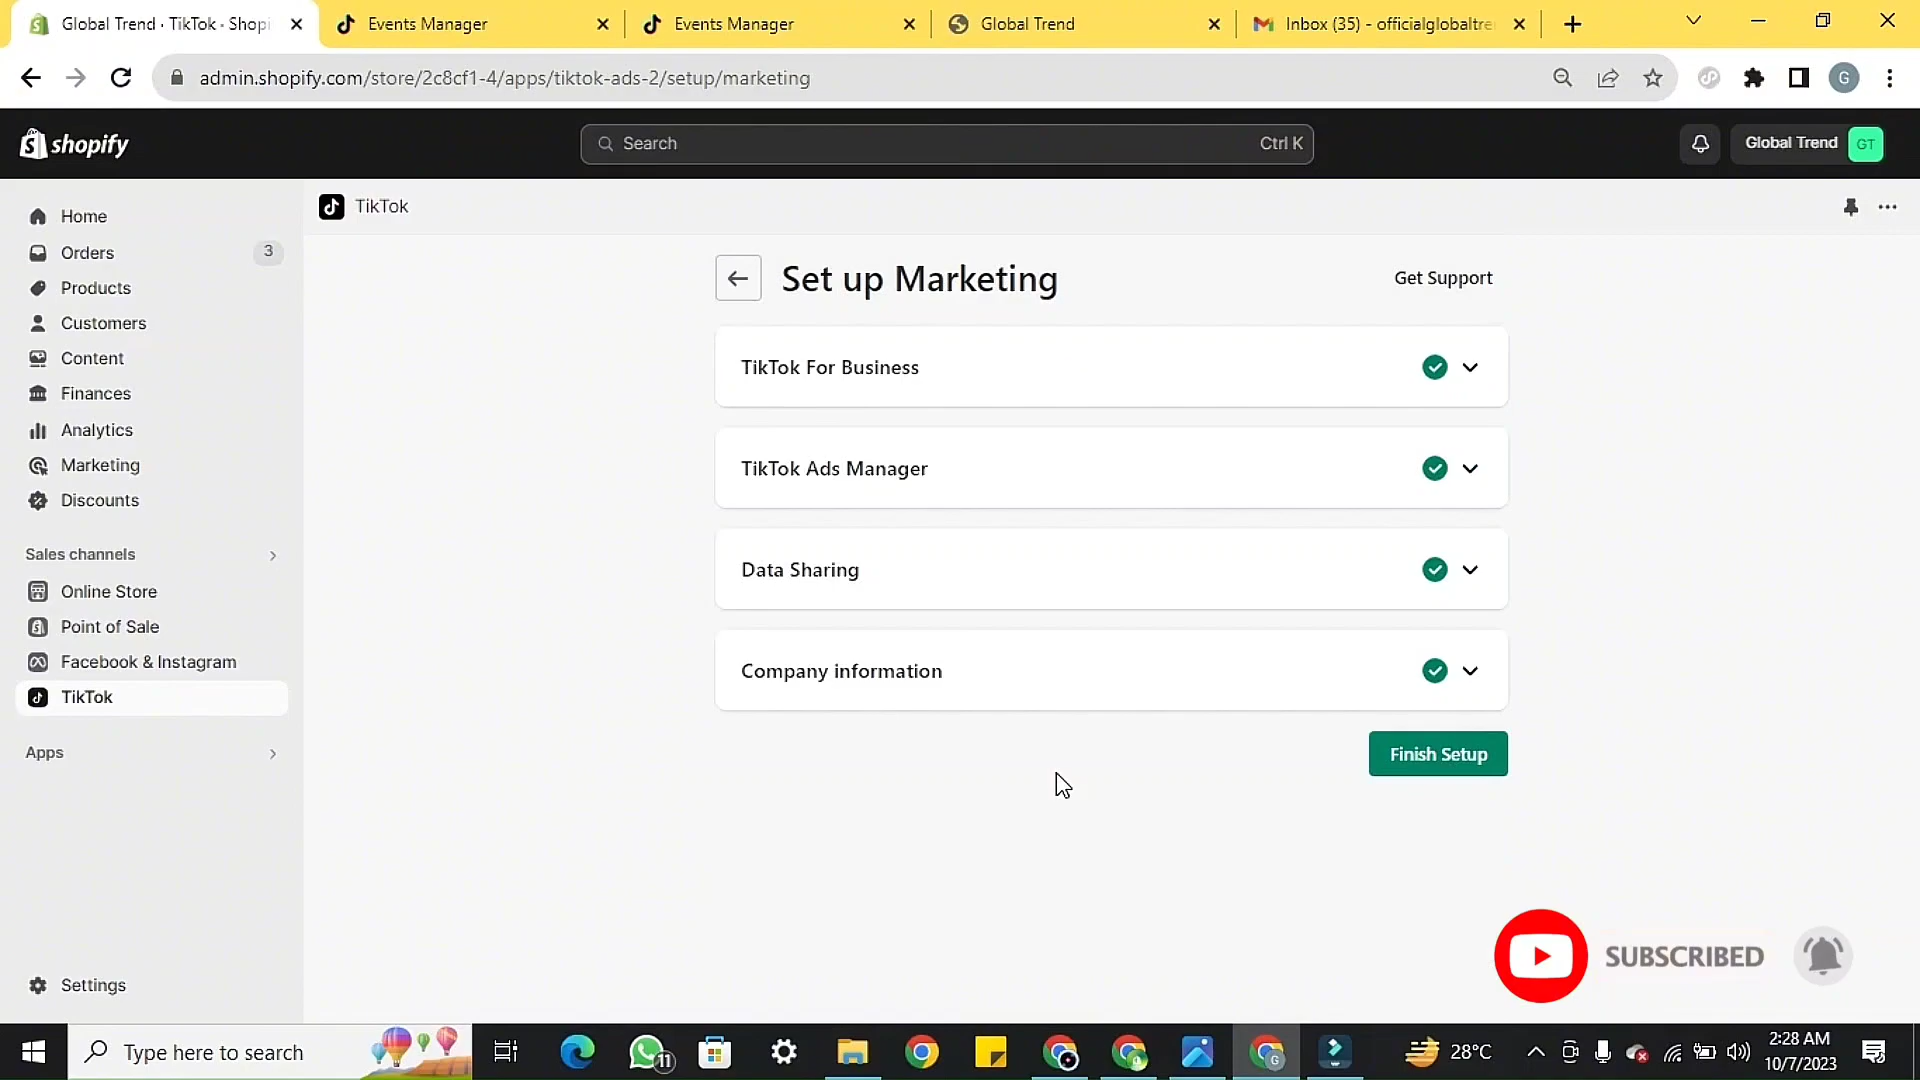 Global Trend · TikTok · Shopi
Events Manager
Events Manager
Global Trend
Inbox (35) - officialglobaltre
admin.shopify.com/store/2c8cf1-4/apps/tiktok-ads-2/setup/marketing
G
shopify
Search
Ctrl K
Global Trend
GT
Home
Orders
3
Products
Customers
Content
Finances
Analytics
Marketing
Discounts
Sales channels
Online Store
Point of Sale
Facebook & Instagram
TikTok
Apps
Settings
TikTok
Set up Marketing
Get Support
TikTok For Business
TikTok Ads Manager
Data Sharing
Company information
Finish Setup
SUBSCRIBED
Type here to search
11
G
28°C
2:28 AM
10/7/2023